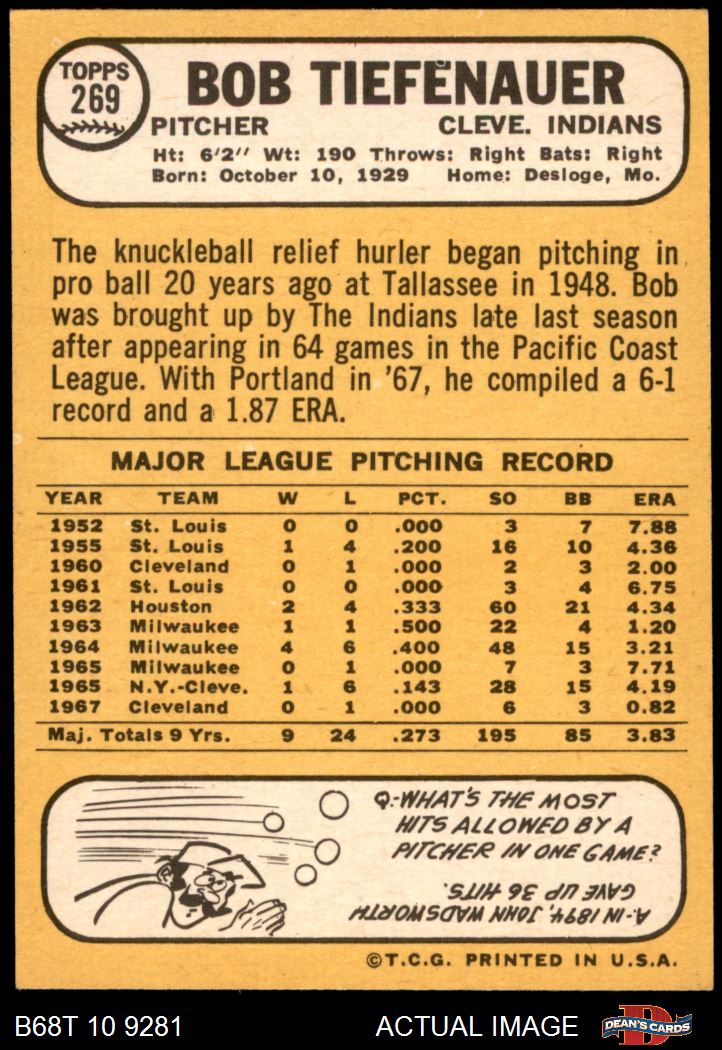 TOPPS
269
BOB TIEFENAUER
PITCHER CLEVE. INDIANS
Ht: 6'2" Wt: 190 Throws: Right Bats: Right
Born: October 10, 1929 Home: Desloge, Mo.
The knuckleball relief hurler began pitching in
pro ball 20 years ago at Tallassee in 1948. Bob
was brought up by The Indians late last season
after appearing in 64 games in the Pacific Coast
League. With Portland in '67, he compiled a 6-1
record and a 1.87 ERA.
MAJOR LEAGUE PITCHING RECORD
YEAR TEAM W L PCT. SO BB ERA
1952 St. Louis 0 0 .000 3 7 7.88
1955 St. Louis 1 4 .200 16 10 4.36
1960 Cleveland 0 1 .000 2 3 2.00
1961 St. Louis 0 0 .000 3 4 6.75
1962 Houston 2 4 .333 60 21 4.34
1963 Milwaukee 1 1 .500 22 4 1.20
1964 Milwaukee 4 6 .400 48 15 3.21
1965 Milwaukee 0 1 .000 7 3 7.71
1965 N.Y.-Cleve. 1 6 .143 28 15 4.19
1967 Cleveland 0 1 .000 6 3 0.82
Maj. Totals 9 Yrs. 9 24 .273 195 85 3.83
Q-WHAT'S THE MOST
HITS ALLOWED BY A
PITCHER IN ONE GAME?
A-IN 1894, JOHN WADSWORTH
GAVE UP 36 HITS.
©T.C.G. PRINTED IN U.S.A.
B68T 10 9281 ACTUAL IMAGE DEAN'S CARDS